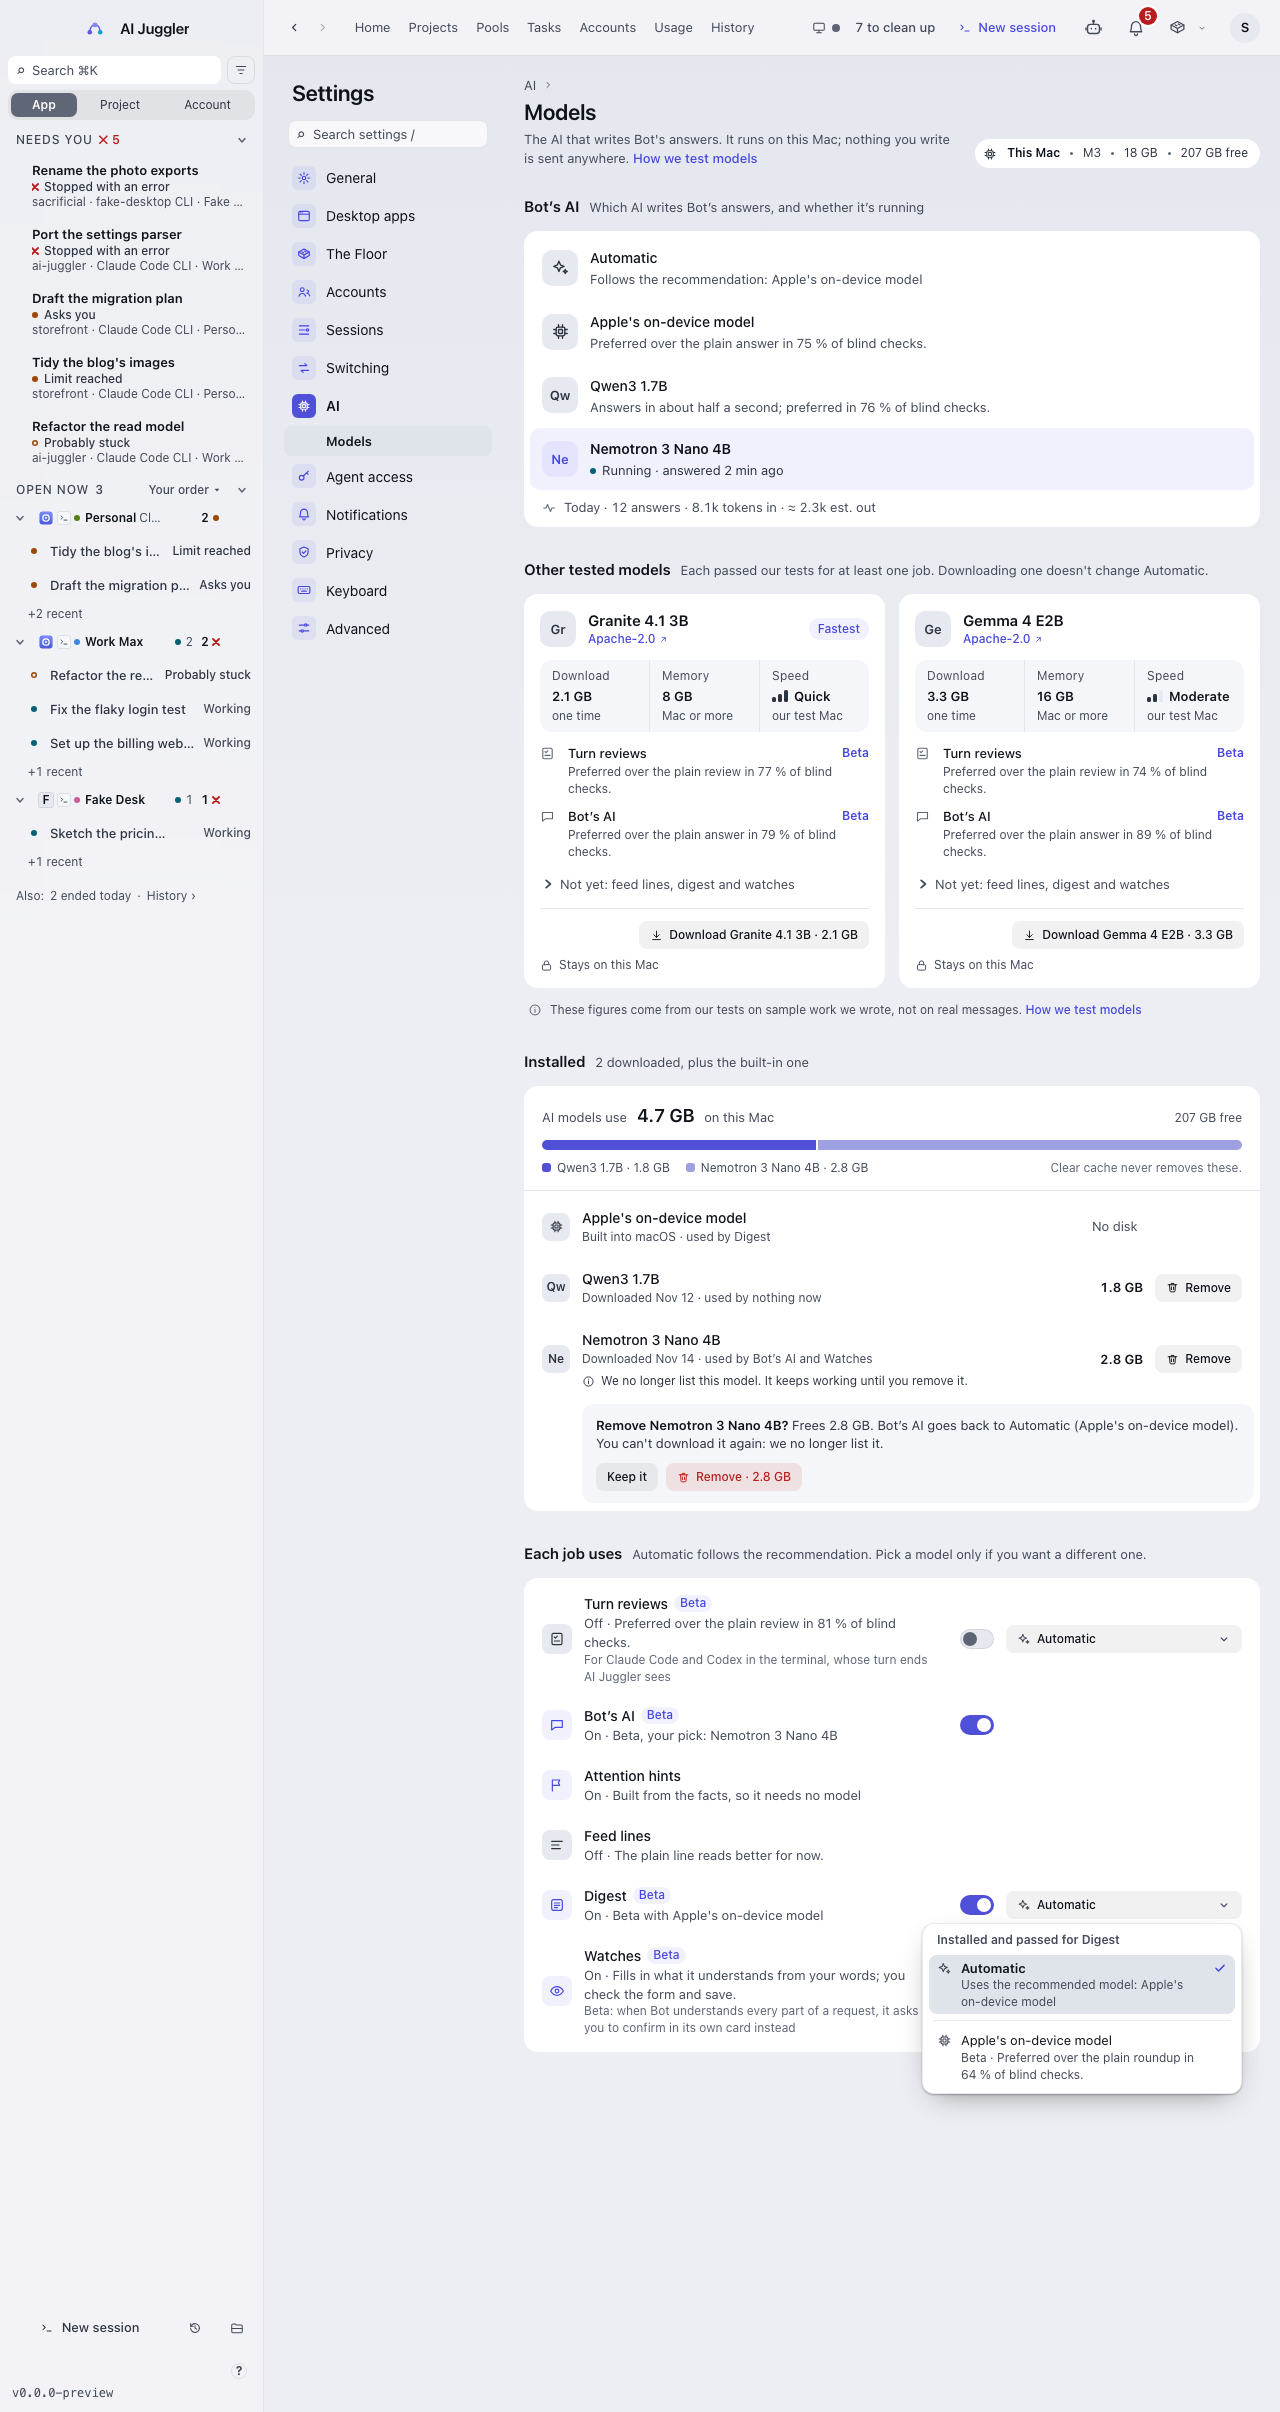 AI Juggler
Search ⌘K
App
Project
Account
NEEDS YOU 5
Rename the photo exports
Stopped with an error
sacrificial · fake-desktop CLI · Fake ...
Port the settings parser
Stopped with an error
ai-juggler · Claude Code CLI · Work ...
Draft the migration plan
Asks you
storefront · Claude Code CLI · Perso...
Tidy the blog's images
Limit reached
storefront · Claude Code CLI · Perso...
Refactor the read model
Probably stuck
ai-juggler · Claude Code CLI · Work ...
OPEN NOW 3
Your order
Personal Cl...
2
Tidy the blog's i...
Limit reached
Draft the migration p...
Asks you
+2 recent
Work Max
2
2
Refactor the re...
Probably stuck
Fix the flaky login test
Working
Set up the billing web...
Working
+1 recent
F
Fake Desk
1
1
Sketch the pricin...
Working
+1 recent
Also: 2 ended today · History ›
New session
?
v0.0.0-preview
Home
Projects
Pools
Tasks
Accounts
Usage
History
7 to clean up
New session
5
S
Settings
Search settings /
General
Desktop apps
The Floor
Accounts
Sessions
Switching
AI
Models
Agent access
Notifications
Privacy
Keyboard
Advanced
AI ›
Models
The AI that writes Bot's answers. It runs on this Mac; nothing you write
is sent anywhere. How we test models
This Mac • M3 • 18 GB • 207 GB free
Bot’s AI Which AI writes Bot’s answers, and whether it’s running
Automatic
Follows the recommendation: Apple's on-device model
Apple's on-device model
Preferred over the plain answer in 75 % of blind checks.
Qw
Qwen3 1.7B
Answers in about half a second; preferred in 76 % of blind checks.
Ne
Nemotron 3 Nano 4B
Running · answered 2 min ago
Today · 12 answers · 8.1k tokens in · ≈ 2.3k est. out
Other tested models Each passed our tests for at least one job. Downloading one doesn't change Automatic.
Gr
Granite 4.1 3B
Apache-2.0 ↗
Fastest
Download
2.1 GB
one time
Memory
8 GB
Mac or more
Speed
Quick
our test Mac
Turn reviews
Beta
Preferred over the plain review in 77 % of blind
checks.
Bot’s AI
Beta
Preferred over the plain answer in 79 % of blind
checks.
Not yet: feed lines, digest and watches
Download Granite 4.1 3B · 2.1 GB
Stays on this Mac
Ge
Gemma 4 E2B
Apache-2.0 ↗
Download
3.3 GB
one time
Memory
16 GB
Mac or more
Speed
Moderate
our test Mac
Turn reviews
Beta
Preferred over the plain review in 74 % of blind
checks.
Bot’s AI
Beta
Preferred over the plain answer in 89 % of blind
checks.
Not yet: feed lines, digest and watches
Download Gemma 4 E2B · 3.3 GB
Stays on this Mac
These figures come from our tests on sample work we wrote, not on real messages. How we test models
Installed 2 downloaded, plus the built-in one
AI models use 4.7 GB on this Mac
207 GB free
Qwen3 1.7B · 1.8 GB
Nemotron 3 Nano 4B · 2.8 GB
Clear cache never removes these.
Apple's on-device model
Built into macOS · used by Digest
No disk
Qw
Qwen3 1.7B
Downloaded Nov 12 · used by nothing now
1.8 GB
Remove
Ne
Nemotron 3 Nano 4B
Downloaded Nov 14 · used by Bot’s AI and Watches
We no longer list this model. It keeps working until you remove it.
2.8 GB
Remove
Remove Nemotron 3 Nano 4B? Frees 2.8 GB. Bot’s AI goes back to Automatic (Apple's on-device model).
You can't download it again: we no longer list it.
Keep it
Remove · 2.8 GB
Each job uses Automatic follows the recommendation. Pick a model only if you want a different one.
Turn reviews Beta
Off · Preferred over the plain review in 81 % of blind
checks.
For Claude Code and Codex in the terminal, whose turn ends
AI Juggler sees
Automatic
Bot’s AI Beta
On · Beta, your pick: Nemotron 3 Nano 4B
Attention hints
On · Built from the facts, so it needs no model
Feed lines
Off · The plain line reads better for now.
Digest Beta
On · Beta with Apple's on-device model
Automatic
Watches Beta
On · Fills in what it understands from your words; you
check the form and save.
Beta: when Bot understands every part of a request, it asks
you to confirm in its own card instead
Installed and passed for Digest
Automatic
Uses the recommended model: Apple's
on-device model
Apple's on-device model
Beta · Preferred over the plain roundup in
64 % of blind checks.